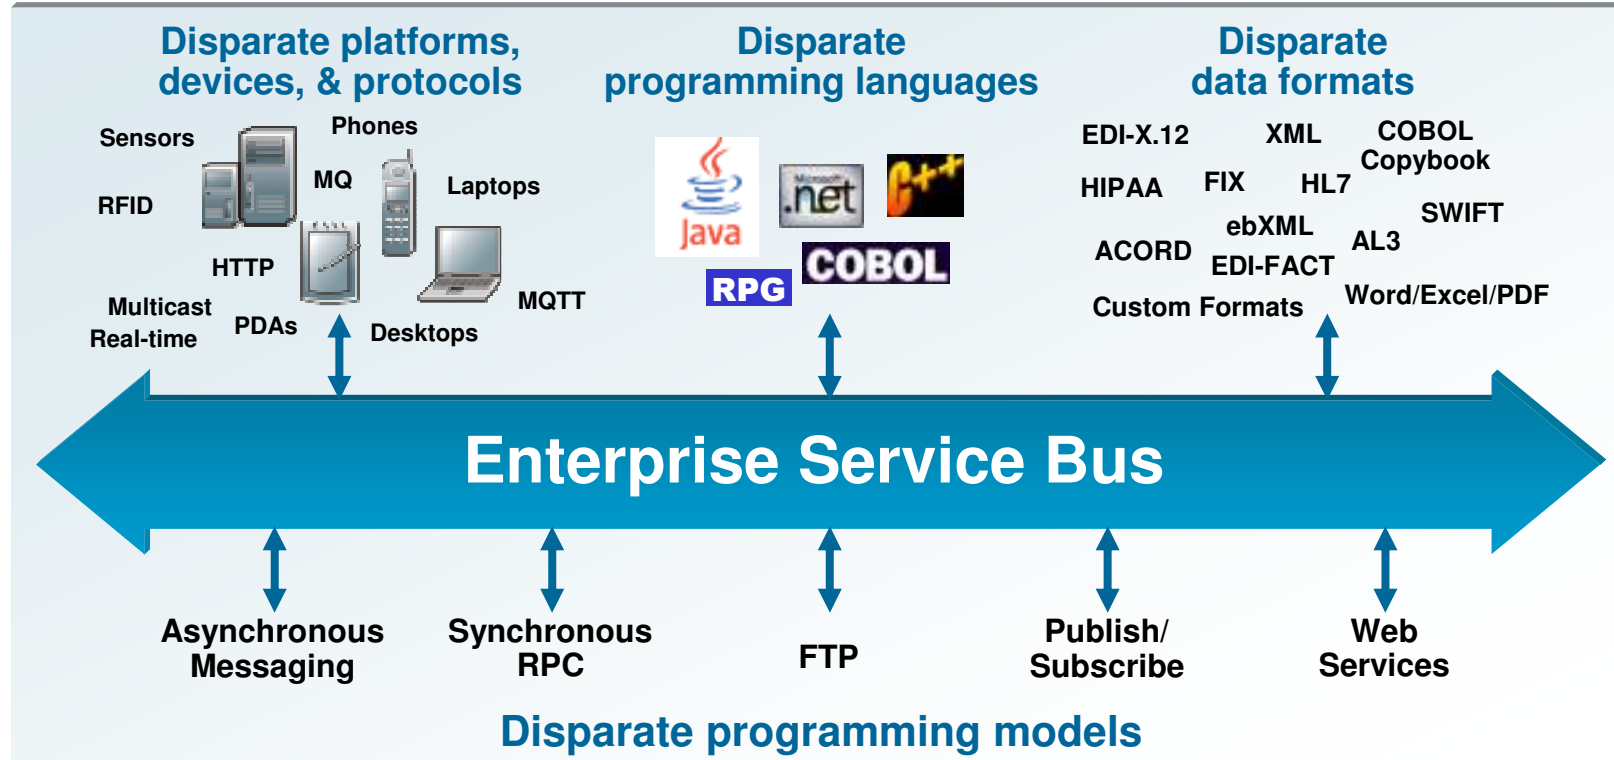 Disparate platforms,
devices, & protocols
Disparate
programming languages
Disparate
data formats
Sensors
Phones
MQ
Laptops
RFID
HTTP
MQTT
Multicast
Real-time
PDAs
Desktops
Java
Microsoft
.net
C++
COBOL
RPG
EDI-X.12
XML
COBOL
Copybook
HIPAA
FIX
HL7
SWIFT
ebXML
AL3
ACORD
EDI-FACT
Custom Formats
Word/Excel/PDF
Enterprise Service Bus
Asynchronous
Messaging
Synchronous
RPC
FTP
Publish/
Subscribe
Web
Services
Disparate programming models